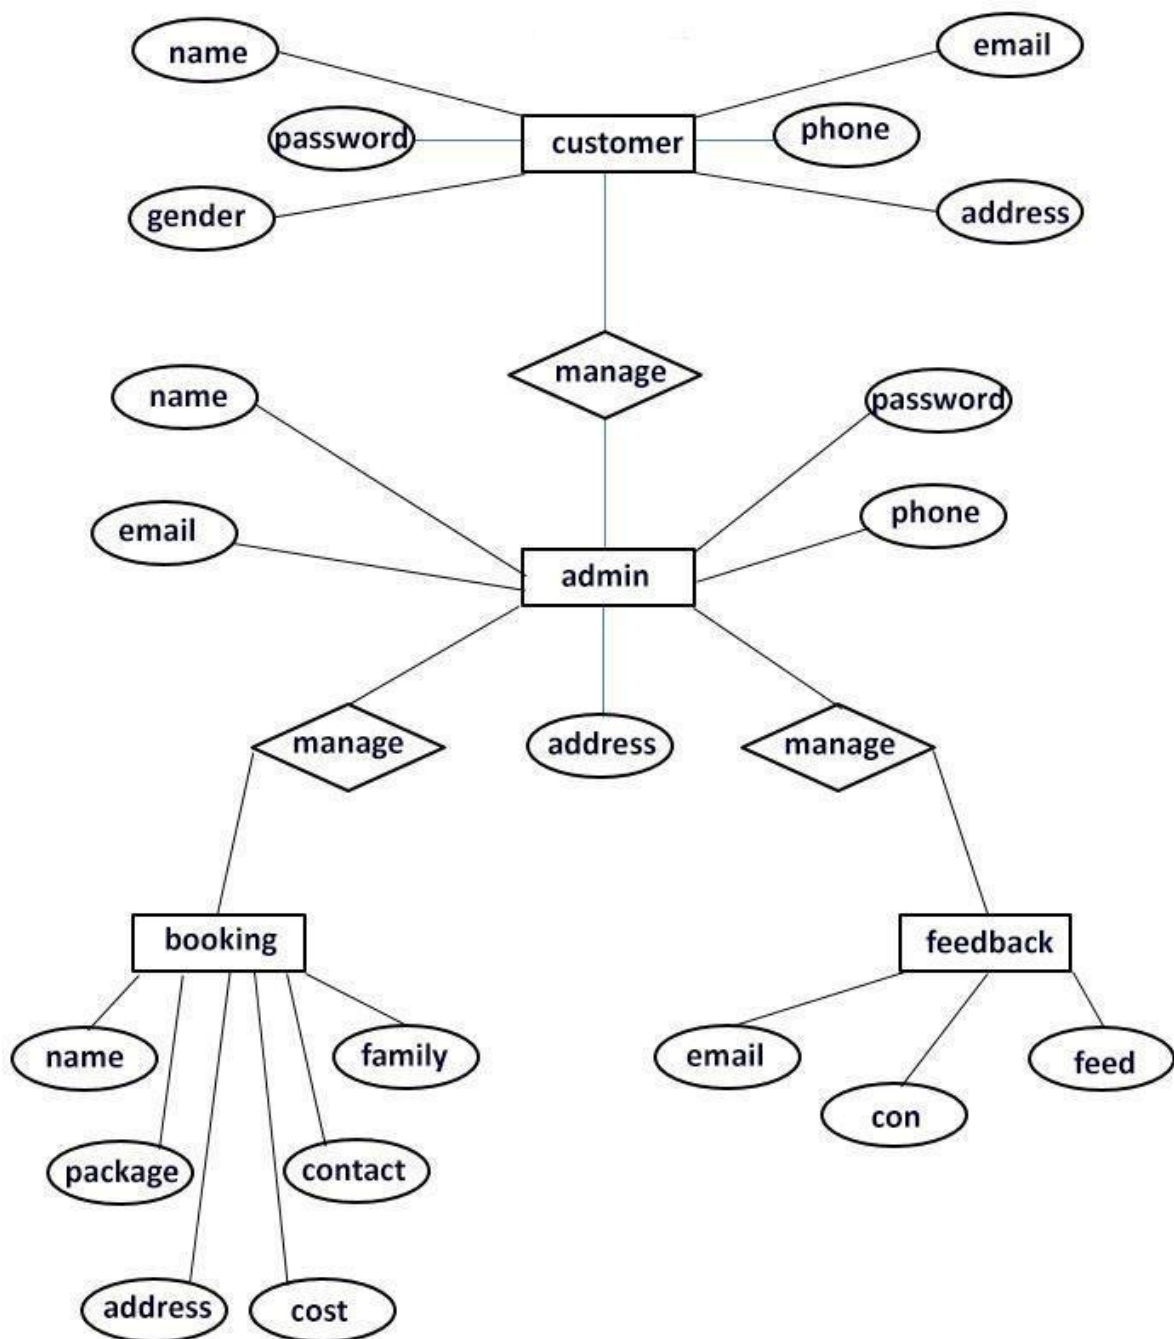 name
email
password
customer
phone
gender
address
manage
name
password
email
phone
admin
manage
address
manage
booking
feedback
name
family
email
feed
con
package
contact
address
cost